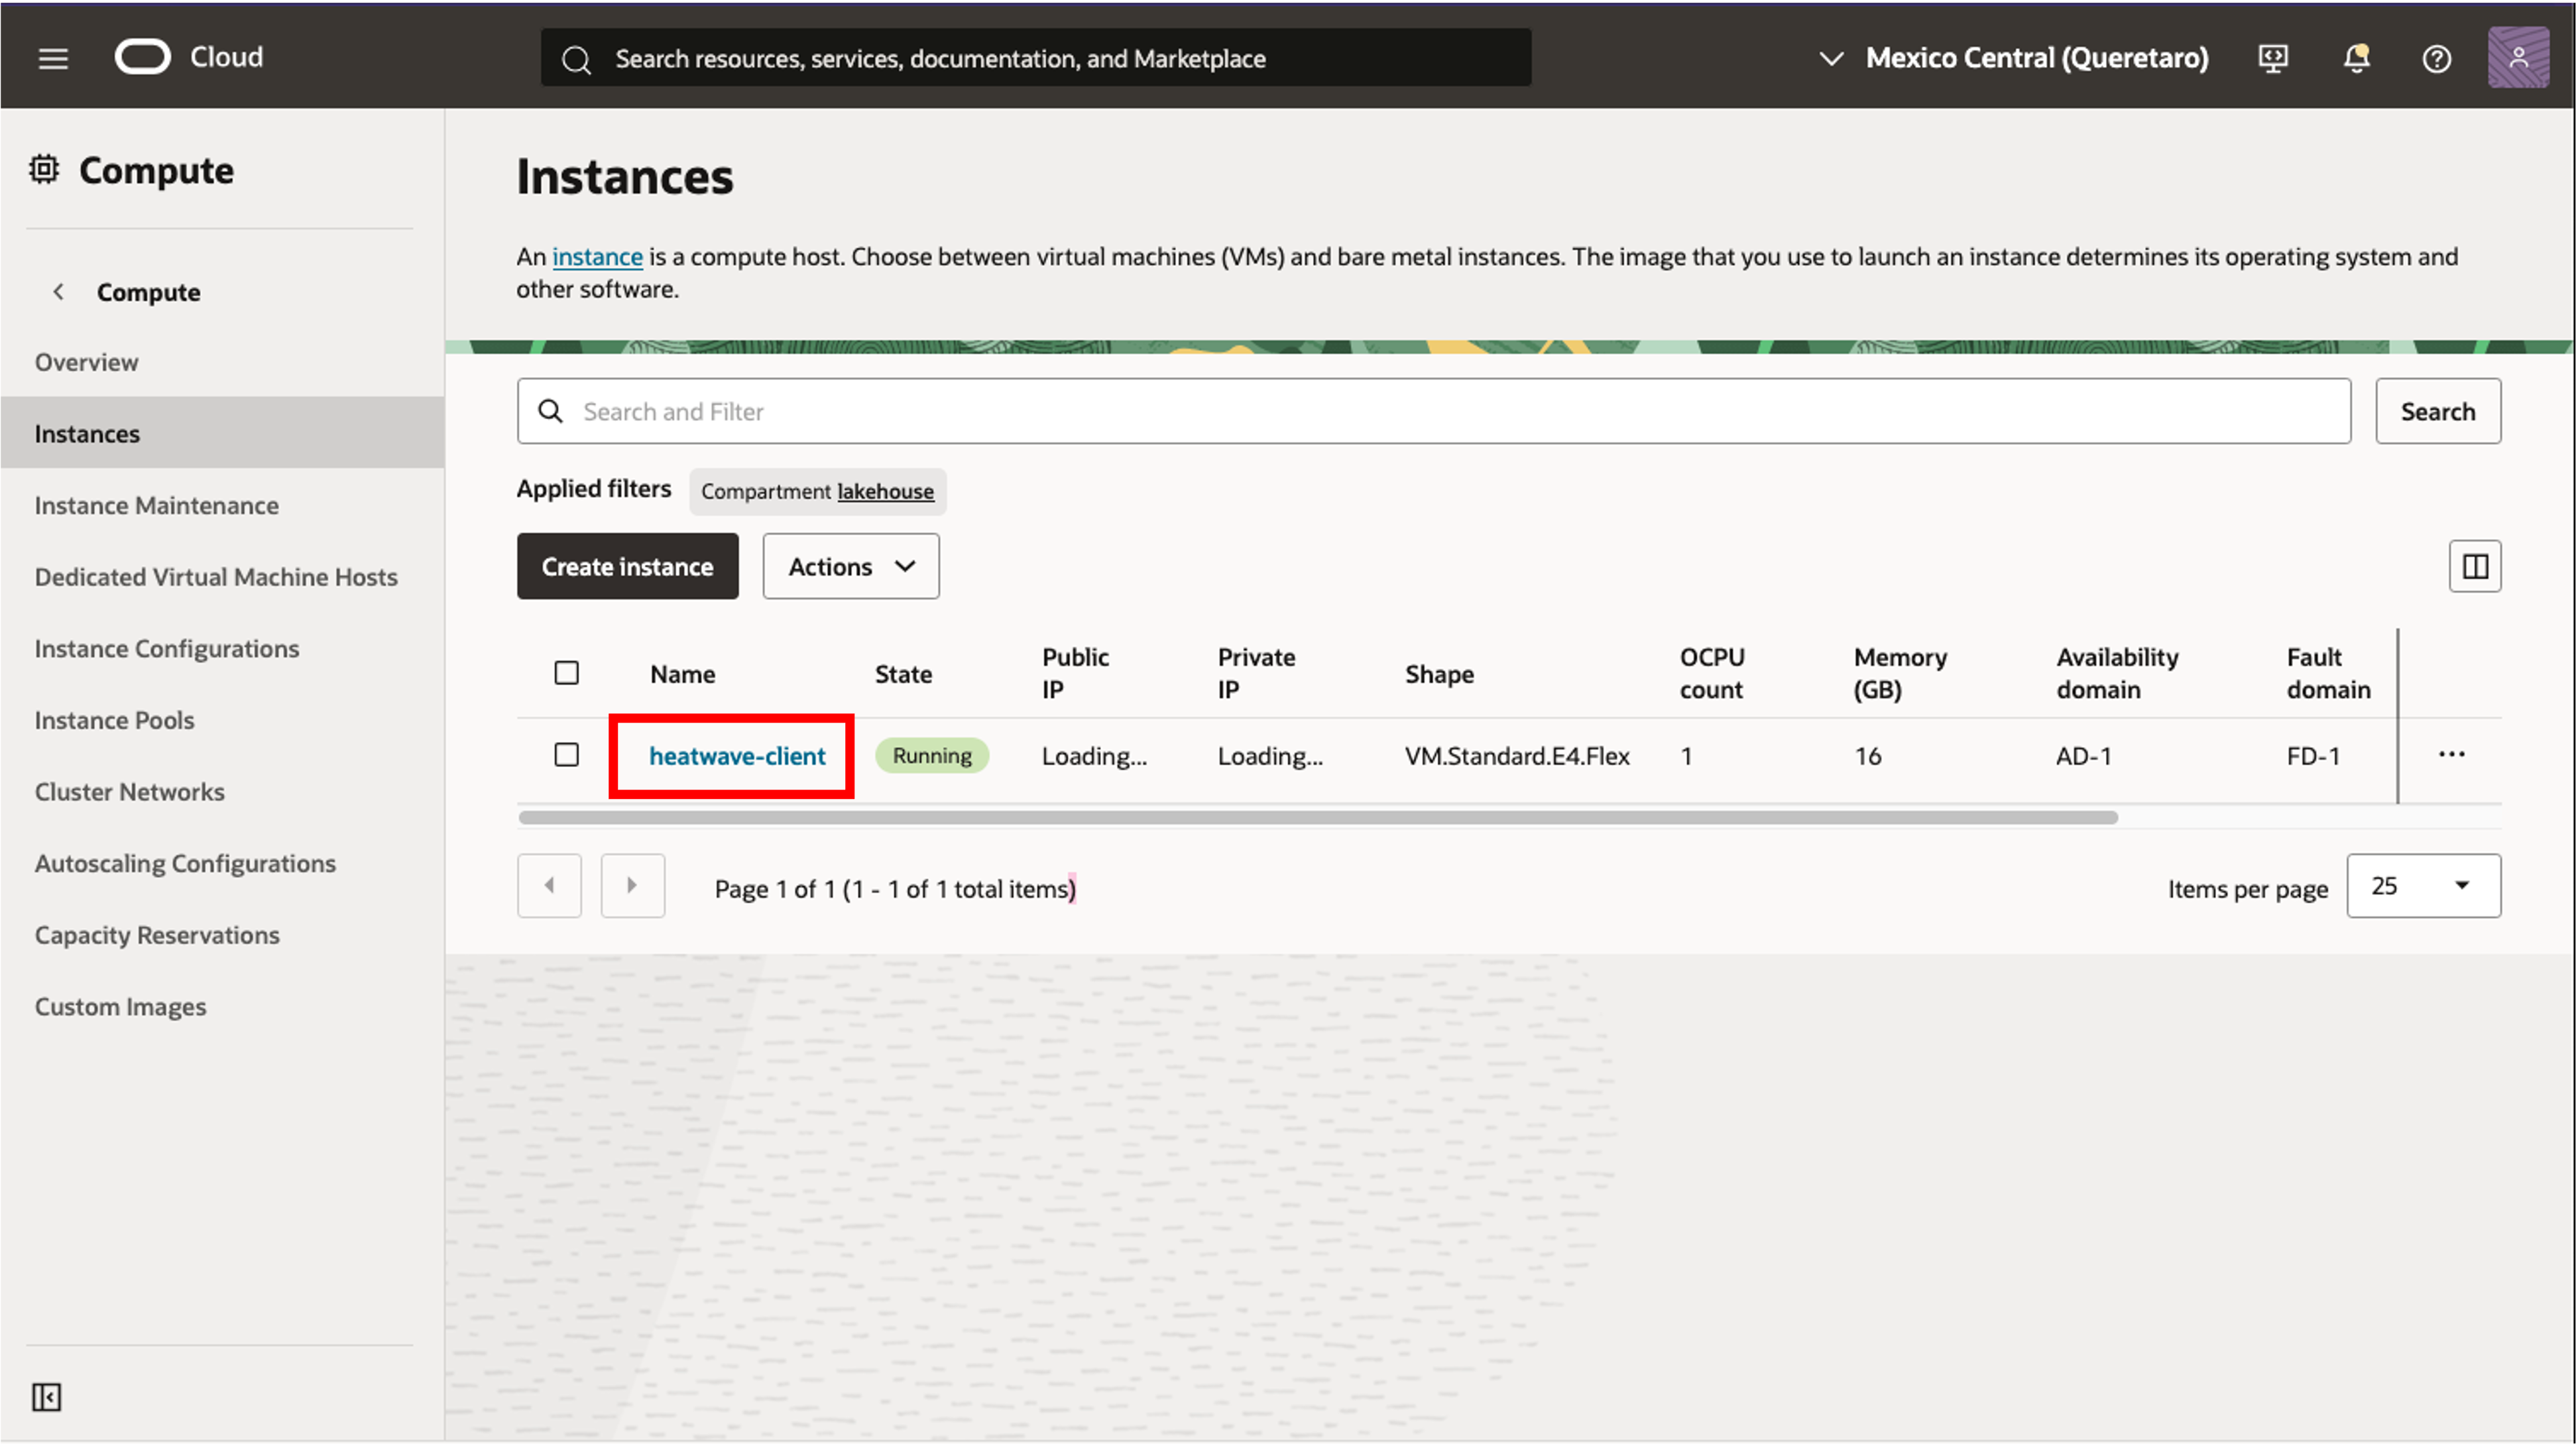 Cloud
Search resources, services, documentation, and Marketplace
Mexico Central (Queretaro)
Compute
Compute
Overview
Instances
Instance Maintenance
Dedicated Virtual Machine Hosts
Instance Configurations
Instance Pools
Cluster Networks
Autoscaling Configurations
Capacity Reservations
Custom Images
Instances
An instance is a compute host. Choose between virtual machines (VMs) and bare metal instances. The image that you use to launch an instance determines its operating system and
other software.
Search and Filter
Search
Applied filters Compartment lakehouse
Create instance Actions
Name State Public IP Private IP Shape OCPU count Memory (GB) Availability domain Fault domain
heatwave-client Running Loading... Loading... VM.Standard.E4.Flex 1 16 AD-1 FD-1
Page 1 of 1 (1 - 1 of 1 total items)
Items per page 25